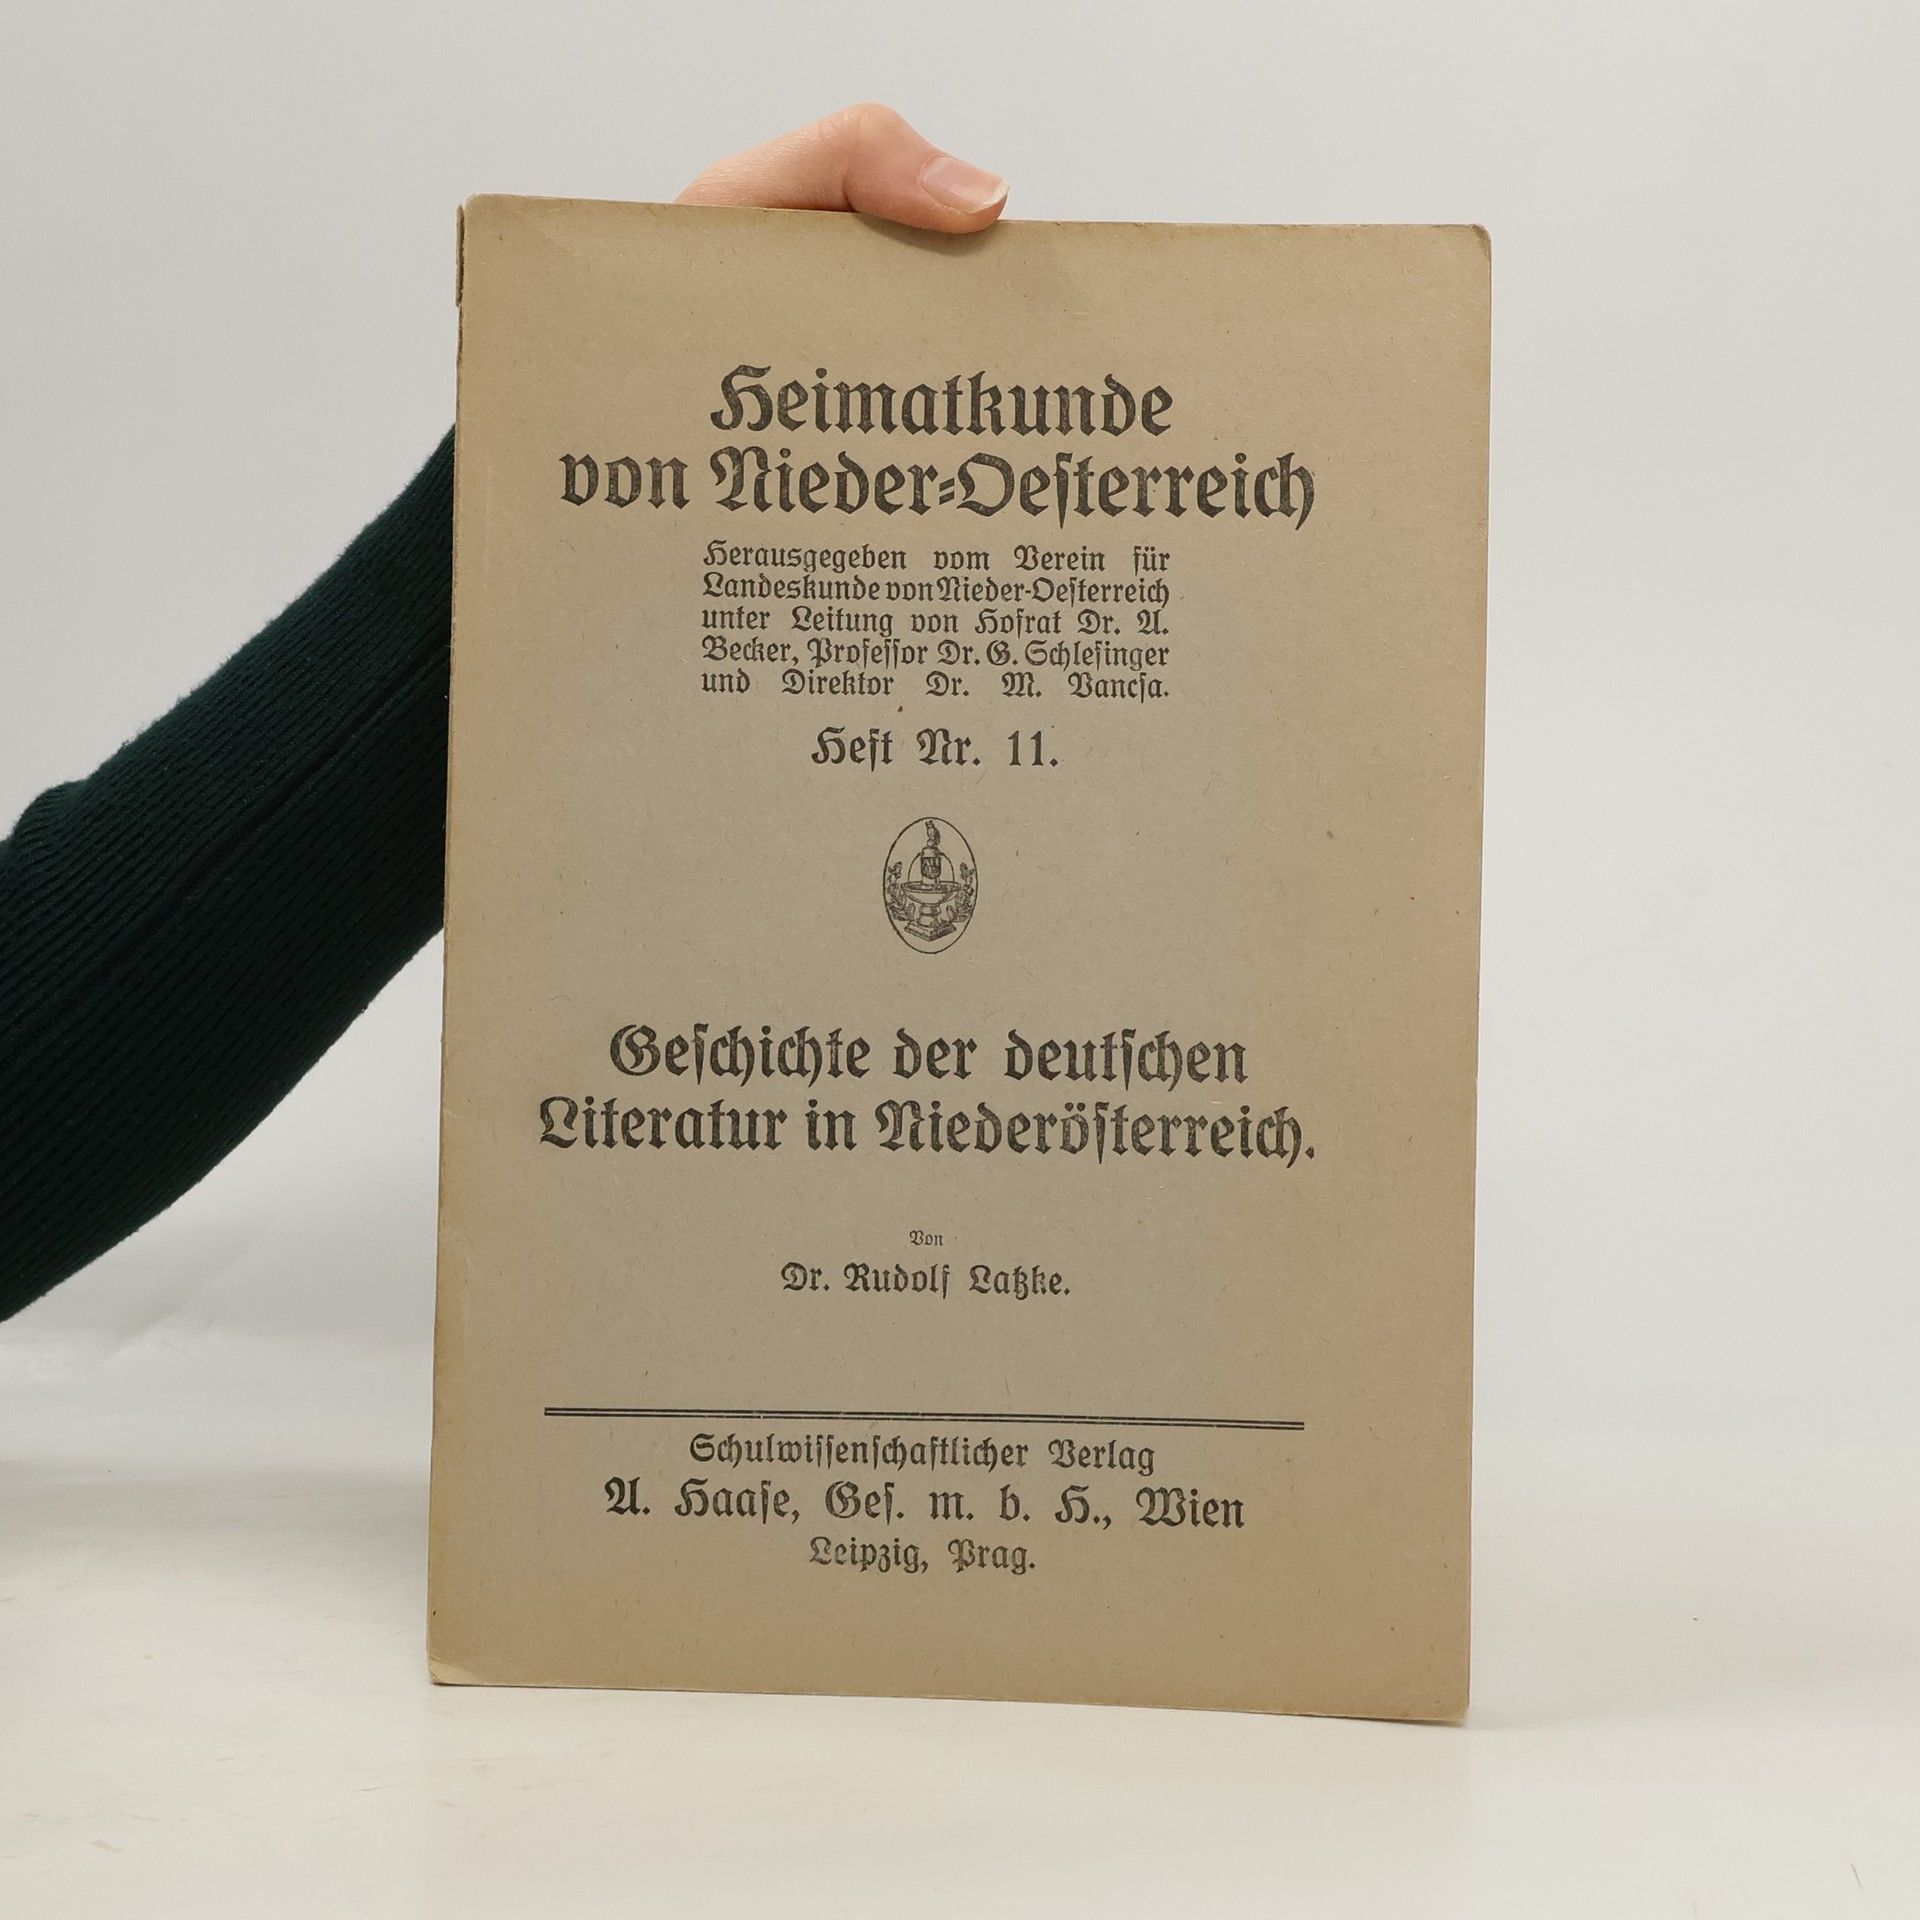 Heimatkunde
von Nieder-Oesterreich
Herausgegeben vom Verein für
Landeskunde von Nieder-Oesterreich
unter Leitung von Hofrat Dr. A.
Becker, Professor Dr. G. Schlesinger
und Direktor Dr. M. Vancsa.
Heft Nr. 11.
Geschichte der deutschen
Literatur in Niederösterreich.
Von
Dr. Rudolf Latzke.
Schulwissenschaftlicher Verlag
A. Haase, Ges. m. b. H., Wien
Leipzig, Prag.